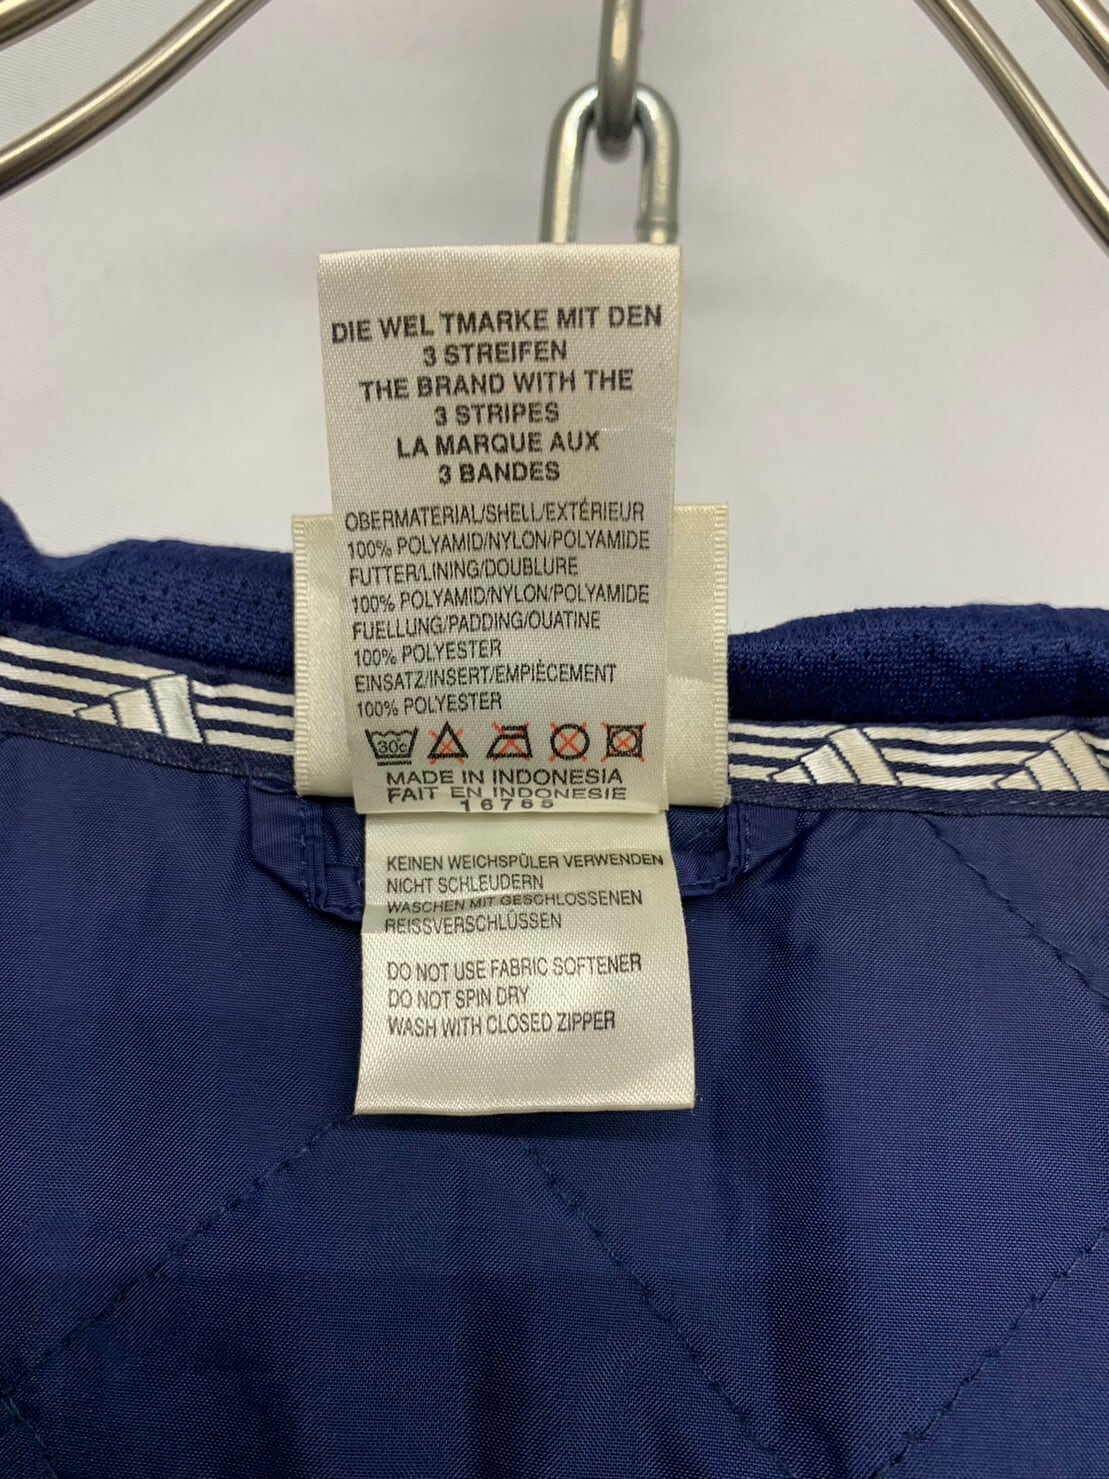 DIE WEL TMARKE MIT DEN
3 STREIFEN
THE BRAND WITH THE
3 STRIPES
LA MARQUE AUX
3 BANDES
OBERMATERIAL/SHELL/EXTÉRIEUR
100% POLYAMID/NYLON/POLYAMIDE
FUTTER/LINING/DOUBLURE
100% POLYAMID/NYLON/POLYAMIDE
FUELLUNG/PADDING/OUATINE
100% POLYESTER
EINSATZ/INSERT/EMPIÈCEMENT
100% POLYESTER
30c
MADE IN INDONESIA
FAIT EN INDONESIE
16755
KEINEN WEICHSPÜLER VERWENDEN
NICHT SCHLEUDERN
WASCHEN MIT GESCHLOSSENEN
REISSVERSCHLÜSSEN
DO NOT USE FABRIC SOFTENER
DO NOT SPIN DRY
WASH WITH CLOSED ZIPPER